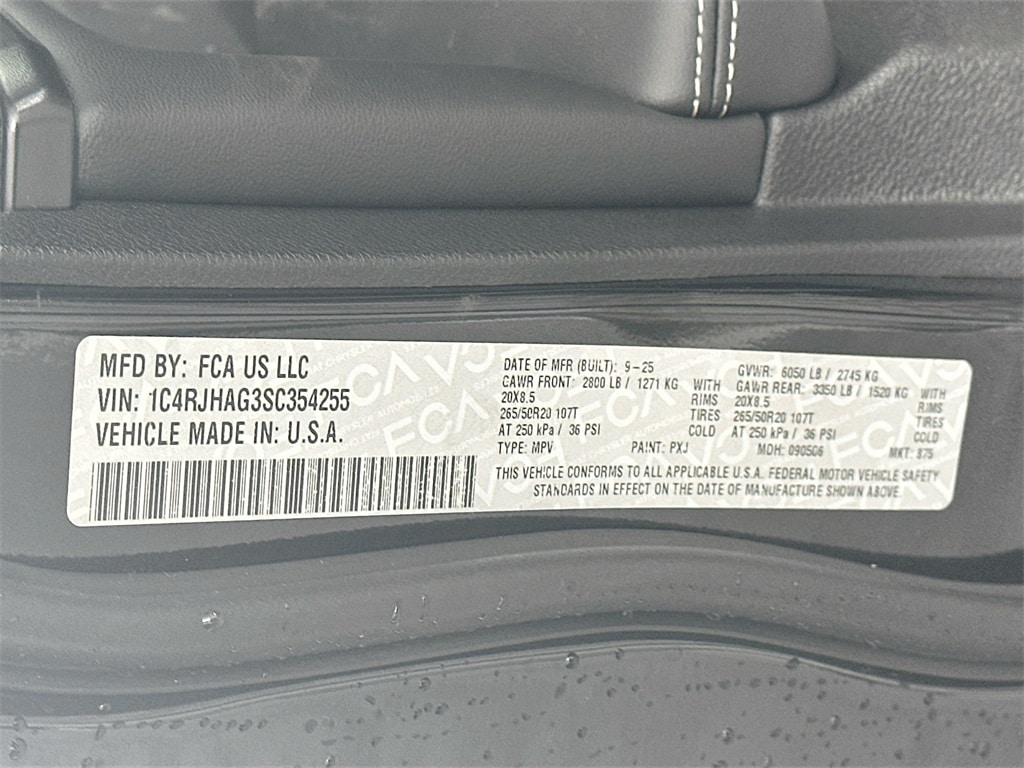 MFD BY: FCA US LLC
VIN: 1C4RJHAG3SC354255
VEHICLE MADE IN: U.S.A.
DATE OF MFR (BUILT): 9-25
GAWR FRONT: 2800 LB / 1271 KG WITH
20X8.5 RIMS
265/50R20 107T TIRES
AT 250 kPa / 36 PSI COLD
TYPE: MPV PAINT: PXJ
GVWR: 6050 LB / 2745 KG
GAWR REAR: 3350 LB / 1520 KG WITH
20X8.5 RIMS
265/50R20 107T TIRES
AT 250 kPa / 36 PSI COLD
MDH: 090506 MKT: 875
THIS VEHICLE CONFORMS TO ALL APPLICABLE U.S.A. FEDERAL MOTOR VEHICLE SAFETY
STANDARDS IN EFFECT ON THE DATE OF MANUFACTURE SHOWN ABOVE.